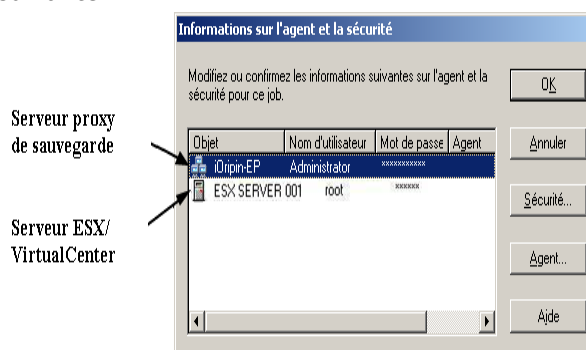 Informations sur l'agent et la sécurité
Modifiez ou confirmez les informations suivantes sur l'agent et la
sécurité pour ce job.
OK
Serveur proxy
de sauvegarde
Objet Nom d'utilisateur Mot de passe Agent
Annuler
iOripin-EP Administrator ***********
ESX SERVER 001 root ******
Sécurité...
Serveur ESX/
VirtualCenter
Agent...
Aide